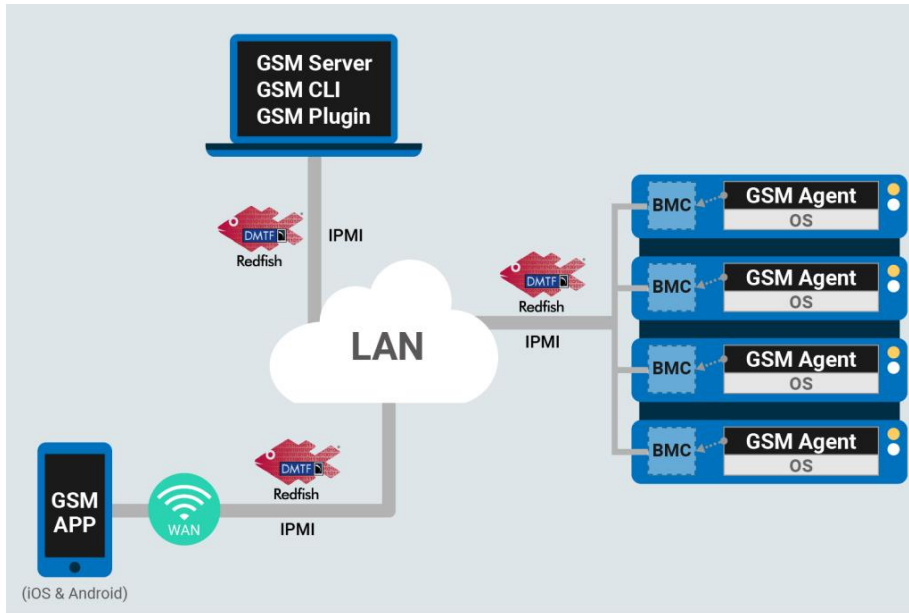 GSM Server
GSM CLI
GSM Plugin
DMTF
Redfish
IPMI
DMTF
Redfish
IPMI
LAN
BMC
GSM Agent
OS
BMC
GSM Agent
OS
BMC
GSM Agent
OS
BMC
GSM Agent
OS
DMTF
Redfish
IPMI
GSM
APP
WAN
(iOS & Android)